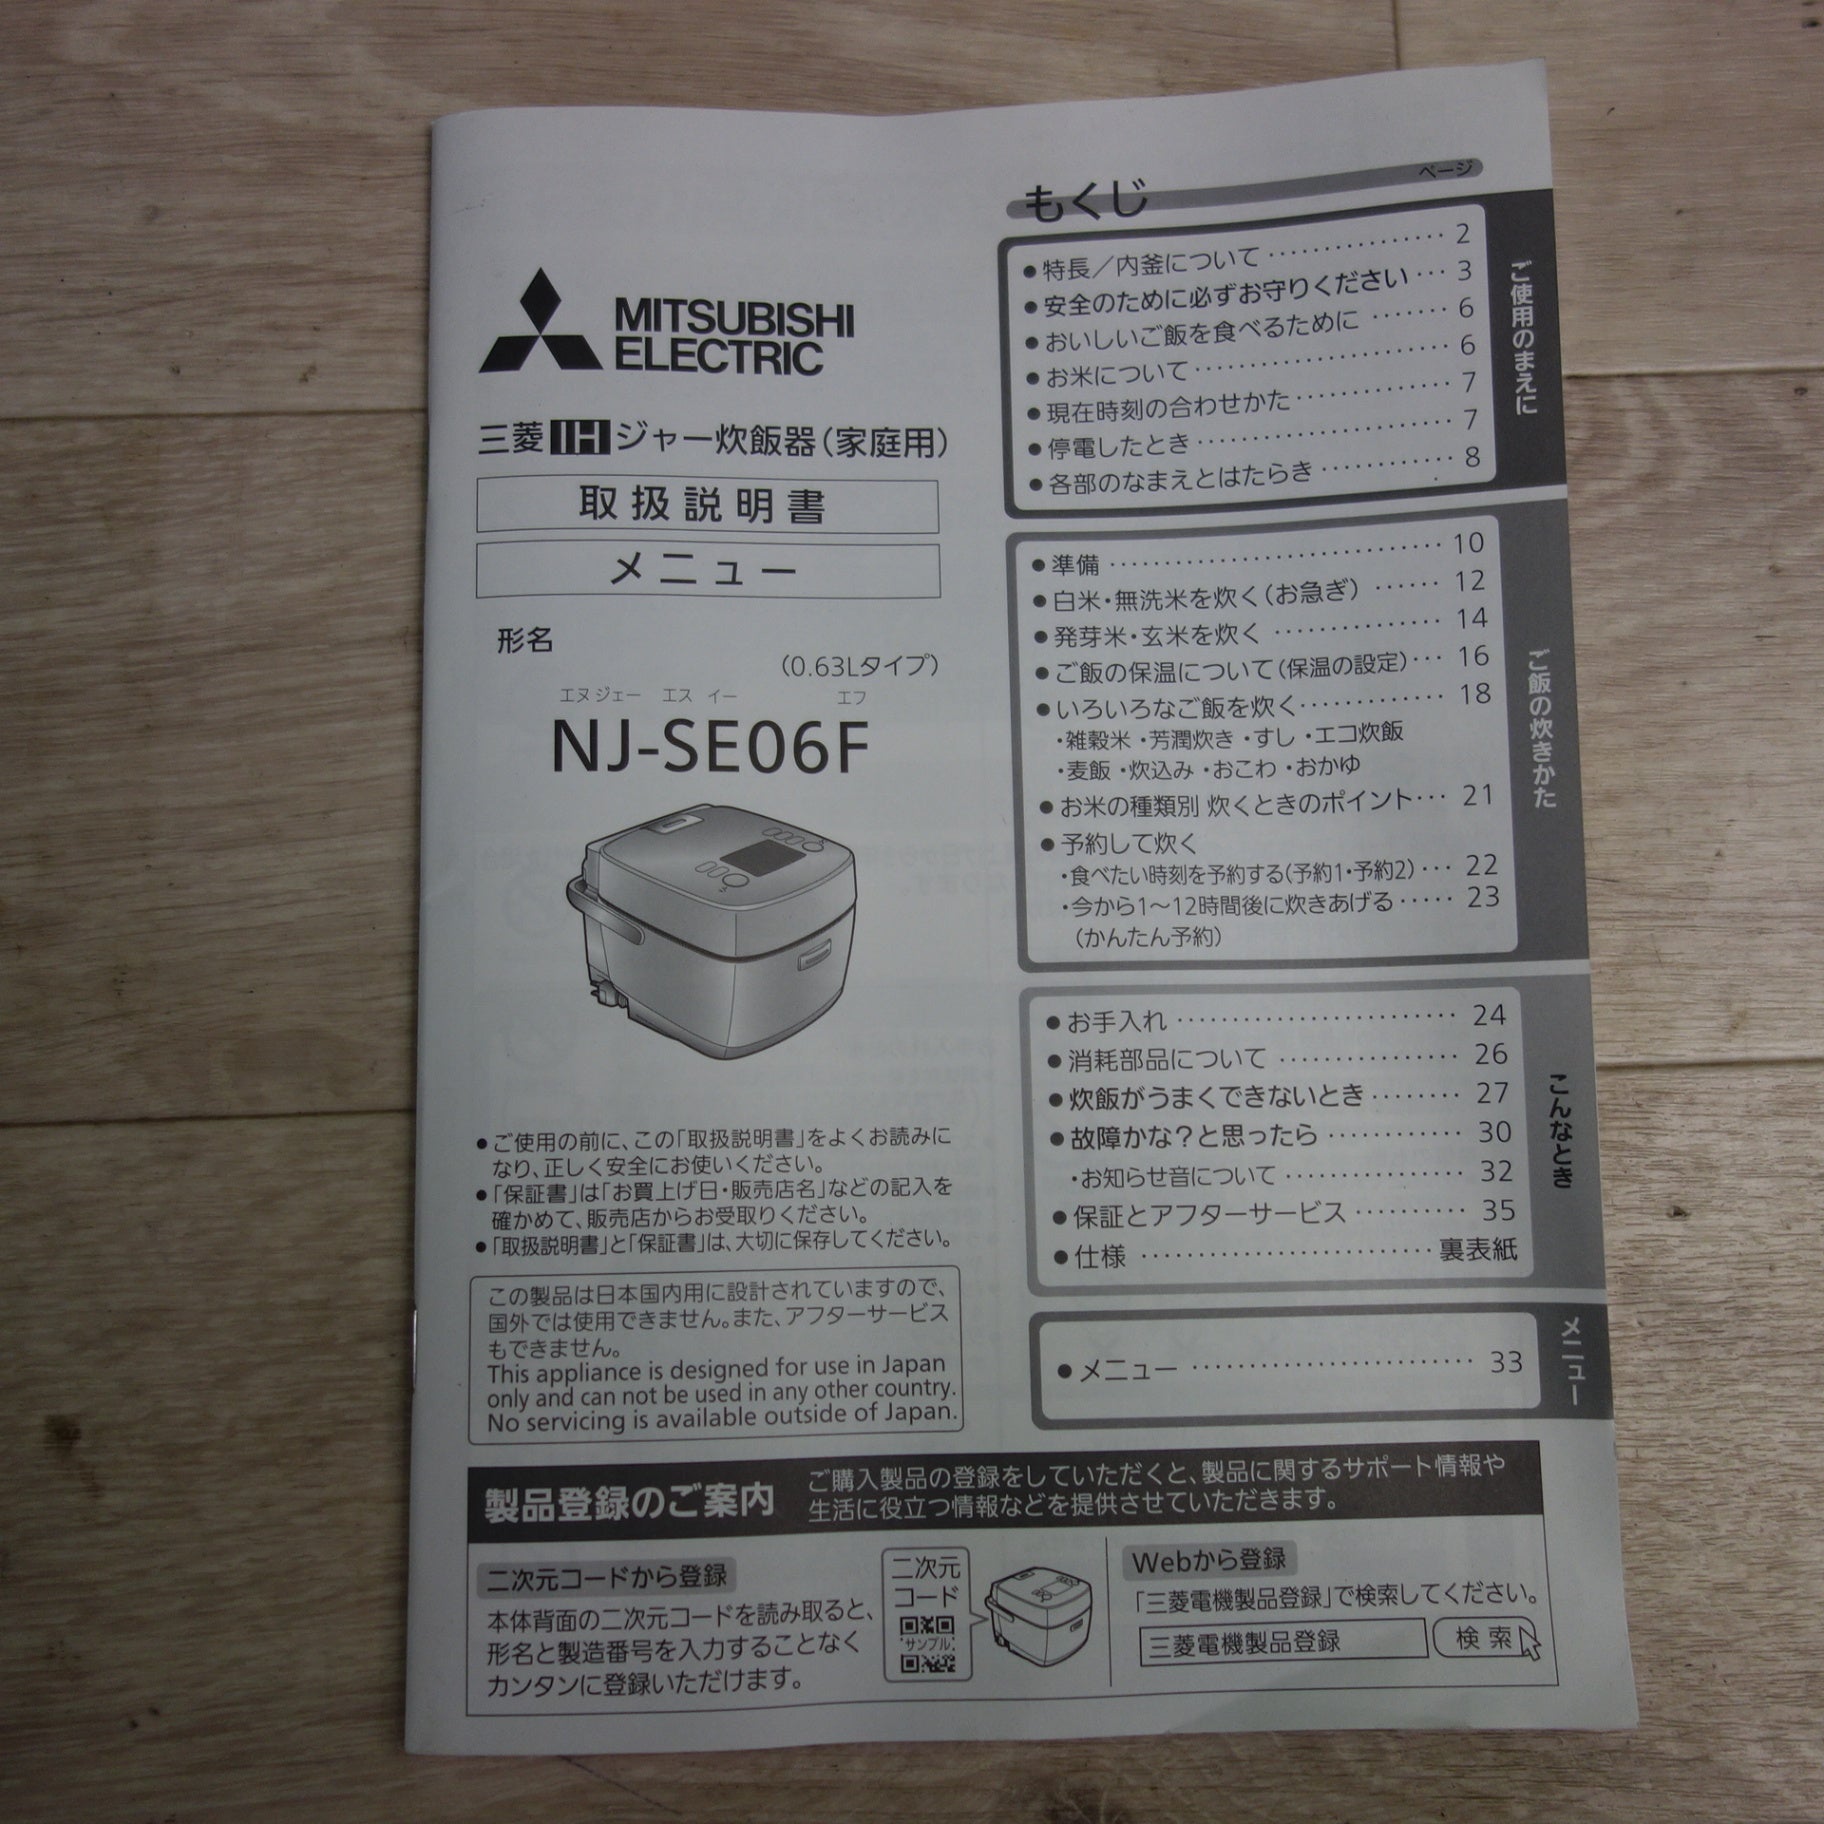 MITSUBISHI
ELECTRIC
三菱IHジャー炊飯器(家庭用)
取扱説明書
メニュー
形名
(0.63Lタイプ)
エヌ ジェー エス イー エフ
NJ-SE06F
●ご使用の前に、この「取扱説明書」をよくお読みに
なり、正しく安全にお使いください。
●「保証書」は「お買上げ日・販売店名」などの記入を
確かめて、販売店からお受取りください。
●「取扱説明書」と「保証書」は、大切に保存してください。
この製品は日本国内用に設計されていますので、
国外では使用できません。また、アフターサービス
もできません。
This appliance is designed for use in Japan
only and can not be used in any other country.
No servicing is available outside of Japan.
もくじ
ページ
ご使用のまえに
●特長／内釜について……………… 2
●安全のために必ずお守りください… 3
●おいしいご飯を食べるために ……… 6
●お米について……………………… 6
●現在時刻の合わせかた…………… 7
●停電したとき……………………… 7
●各部のなまえとはたらき………… 8
ご飯の炊きかた
●準備……………………………… 10
●白米・無洗米を炊く(お急ぎ) …… 12
●発芽米・玄米を炊く …………… 14
●ご飯の保温について(保温の設定)… 16
●いろいろなご飯を炊く………… 18
・雑穀米 ・芳潤炊き ・すし ・エコ炊飯
・麦飯 ・炊込み ・おこわ ・おかゆ
●お米の種類別 炊くときのポイント… 21
●予約して炊く
・食べたい時刻を予約する(予約1・予約2)… 22
・今から1～12時間後に炊きあげる…… 23
(かんたん予約)
こんなとき
●お手入れ………………………… 24
●消耗部品について ……………… 26
●炊飯がうまくできないとき……… 27
●故障かな？と思ったら ………… 30
・お知らせ音について …………… 32
●保証とアフターサービス………… 35
●仕様 …………………………裏表紙
メニュー
●メニュー ………………………… 33
製品登録のご案内
ご購入製品の登録をしていただくと、製品に関するサポート情報や
生活に役立つ情報などを提供させていただきます。
二次元コードから登録
本体背面の二次元コードを読み取ると、
形名と製造番号を入力することなく
カンタンに登録いただけます。
二次元
コード
サンプル
Webから登録
「三菱電機製品登録」で検索してください。
三菱電機製品登録
検索